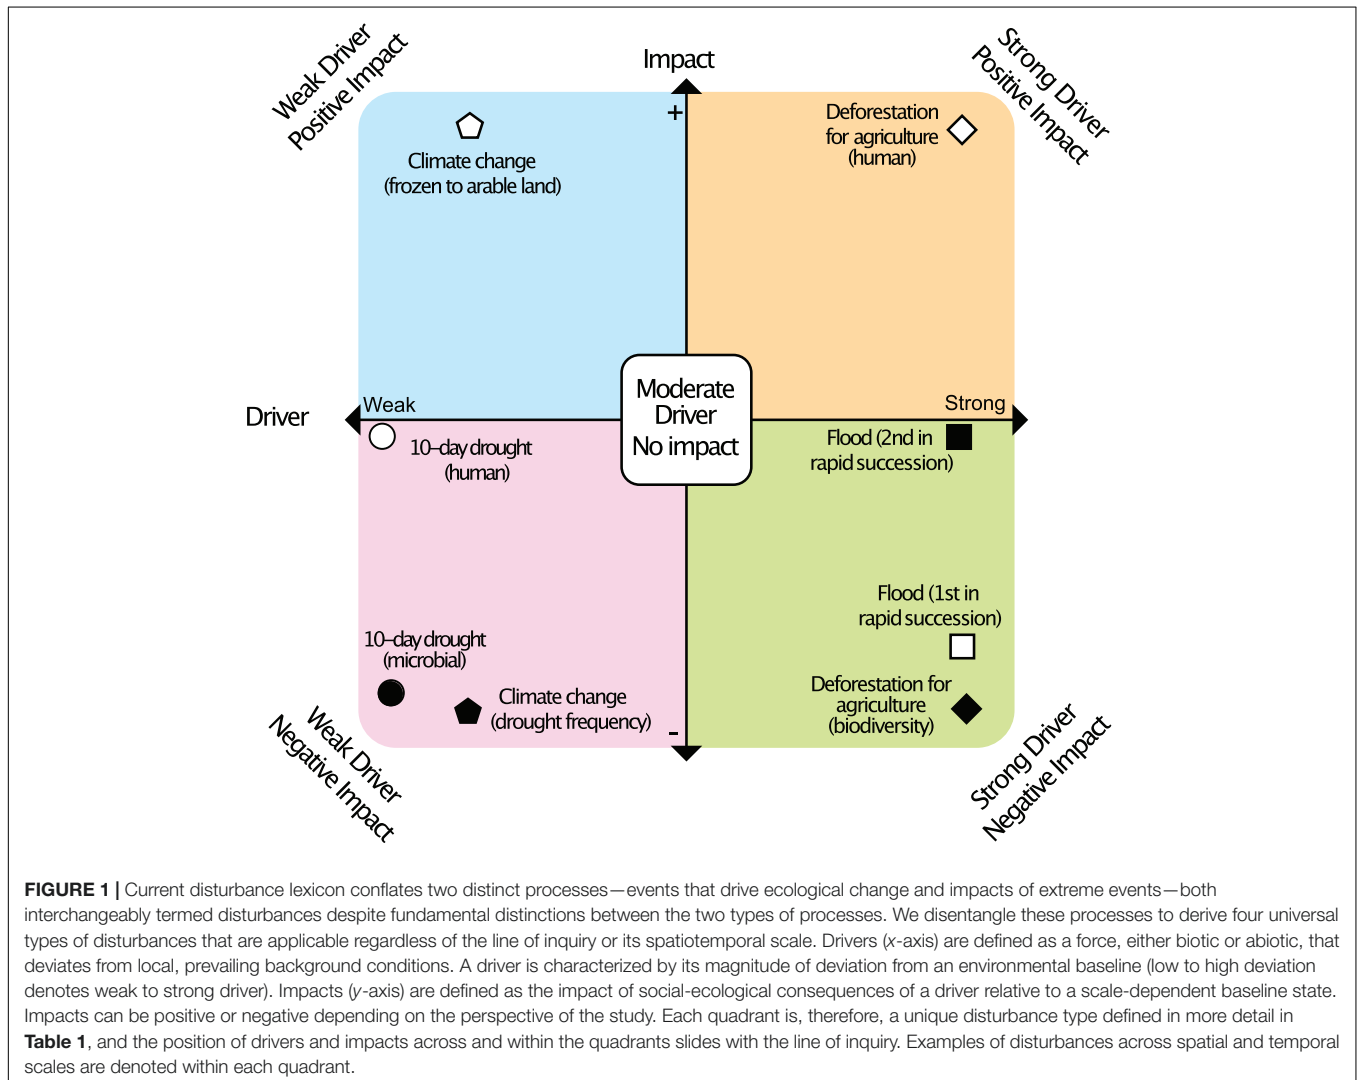 Weak Driver
Positive Impact
Impact
Strong Driver
Positive Impact
+
Climate change
(frozen to arable land)
Deforestation
for agriculture
(human)
Driver
Weak
Strong
Moderate
Driver
No impact
10–day drought
(human)
Flood (2nd in
rapid succession)
Flood (1st in
rapid succession)
10–day drought
(microbial)
Climate change
(drought frequency)
Deforestation for
agriculture
(biodiversity)
-
Weak Driver
Negative Impact
Strong Driver
Negative Impact
FIGURE 1 | Current disturbance lexicon conflates two distinct processes—events that drive ecological change and impacts of extreme events—both
interchangeably termed disturbances despite fundamental distinctions between the two types of processes. We disentangle these processes to derive four universal
types of disturbances that are applicable regardless of the line of inquiry or its spatiotemporal scale. Drivers (x-axis) are defined as a force, either biotic or abiotic, that
deviates from local, prevailing background conditions. A driver is characterized by its magnitude of deviation from an environmental baseline (low to high deviation
denotes weak to strong driver). Impacts (y-axis) are defined as the impact of social-ecological consequences of a driver relative to a scale-dependent baseline state.
Impacts can be positive or negative depending on the perspective of the study. Each quadrant is, therefore, a unique disturbance type defined in more detail in
Table 1, and the position of drivers and impacts across and within the quadrants slides with the line of inquiry. Examples of disturbances across spatial and temporal
scales are denoted within each quadrant.